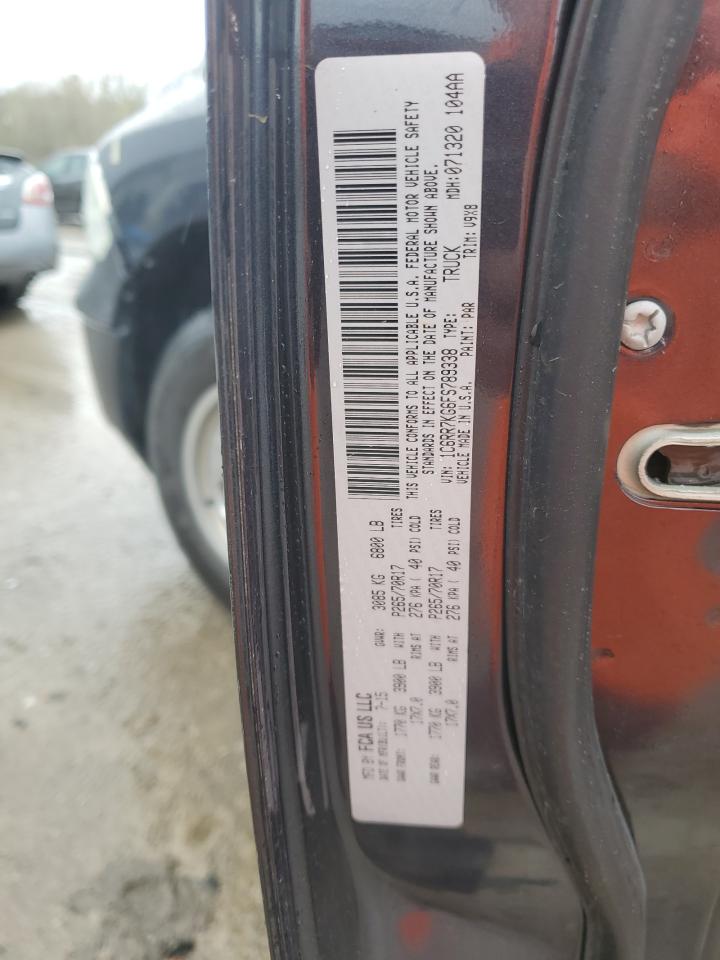 MFD BY FCA US LLC
DATE OF MFR(BUILT): 7-15 GVWR: 3085 KG 6800 LB
GAWR FRONT: 1770 KG 3900 LB WITH P265/70R17 TIRES
17X7.0 RIMS AT 276 KPA ( 40 PSI) COLD
GAWR REAR: 1770 KG 3900 LB WITH P265/70R17 TIRES
17X7.0 RIMS AT 276 KPA ( 40 PSI) COLD
THIS VEHICLE CONFORMS TO ALL APPLICABLE U.S.A. FEDERAL MOTOR VEHICLE SAFETY
STANDARDS IN EFFECT ON THE DATE OF MANUFACTURE SHOWN ABOVE.
VIN: 1C6RR7KG6FS789338 TYPE: TRUCK MDH:071320 104AA
VEHICLE MADE IN U.S.A. PAINT: PAR TRIM: V9X8